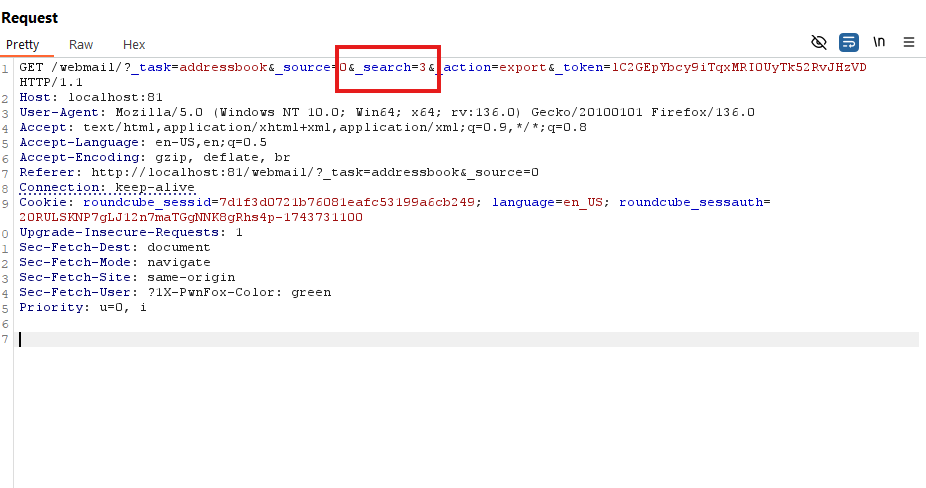 Request
Pretty Raw Hex \n
1 GET /webmail/?_task=addressbook&_source=0&_search=3&_action=export&_token=lC2GEpYbcy9iTqxMRI0UyTk52RvJHzVD
HTTP/1.1
2 Host: localhost:81
3 User-Agent: Mozilla/5.0 (Windows NT 10.0; Win64; x64; rv:136.0) Gecko/20100101 Firefox/136.0
4 Accept: text/html,application/xhtml+xml,application/xml;q=0.9,*/*;q=0.8
5 Accept-Language: en-US,en;q=0.5
6 Accept-Encoding: gzip, deflate, br
7 Referer: http://localhost:81/webmail/?_task=addressbook&_source=0
8 Connection: keep-alive
9 Cookie: roundcube_sessid=7d1f3d0721b76081eafc53199a6cb249; language=en_US; roundcube_sessauth=
20RULSKNP7gLJ12n7maTGgNNK8gRhs4p-1743731100
0 Upgrade-Insecure-Requests: 1
1 Sec-Fetch-Dest: document
2 Sec-Fetch-Mode: navigate
3 Sec-Fetch-Site: same-origin
4 Sec-Fetch-User: ?1X-PwnFox-Color: green
5 Priority: u=0, i
6
7